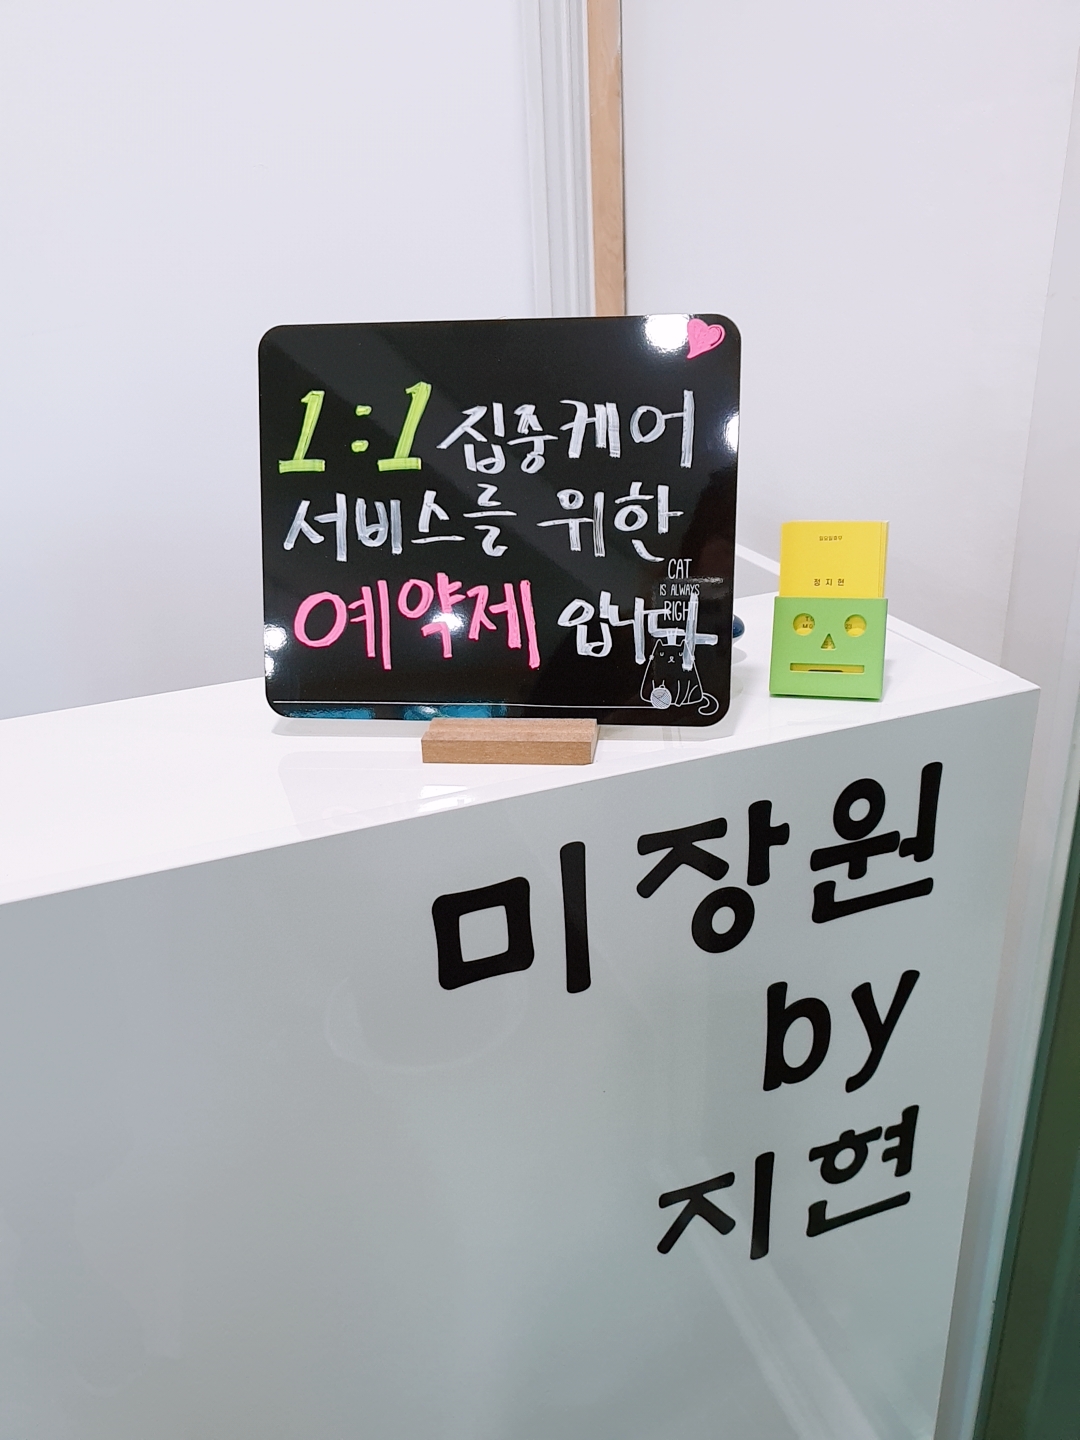 1:1 집중케어
서비스를 위한
예약제 입니다
CAT
IS ALWAYS
RIGHT
정지현
미장원
by
지현